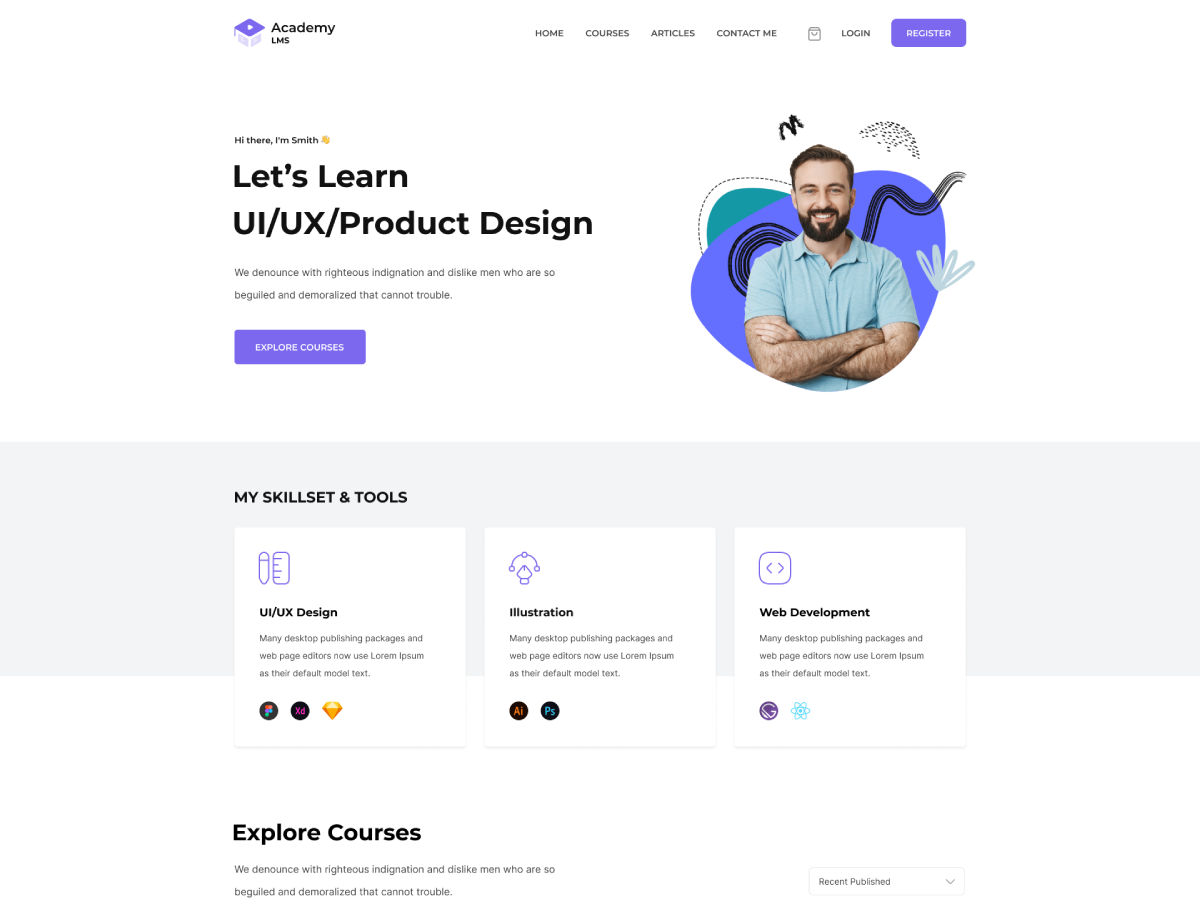 Academy
LMS
HOME COURSES ARTICLES CONTACT ME LOGIN REGISTER
Hi there, I'm Smith 👋
Let’s Learn
UI/UX/Product Design
We denounce with righteous indignation and dislike men who are so
beguiled and demoralized that cannot trouble.
EXPLORE COURSES
MY SKILLSET & TOOLS
UI/UX Design
Many desktop publishing packages and
web page editors now use Lorem Ipsum
as their default model text.
Xd
Illustration
Many desktop publishing packages and
web page editors now use Lorem Ipsum
as their default model text.
Ai Ps
Web Development
Many desktop publishing packages and
web page editors now use Lorem Ipsum
as their default model text.
Explore Courses
We denounce with righteous indignation and dislike men who are so
beguiled and demoralized that cannot trouble.
Recent Published